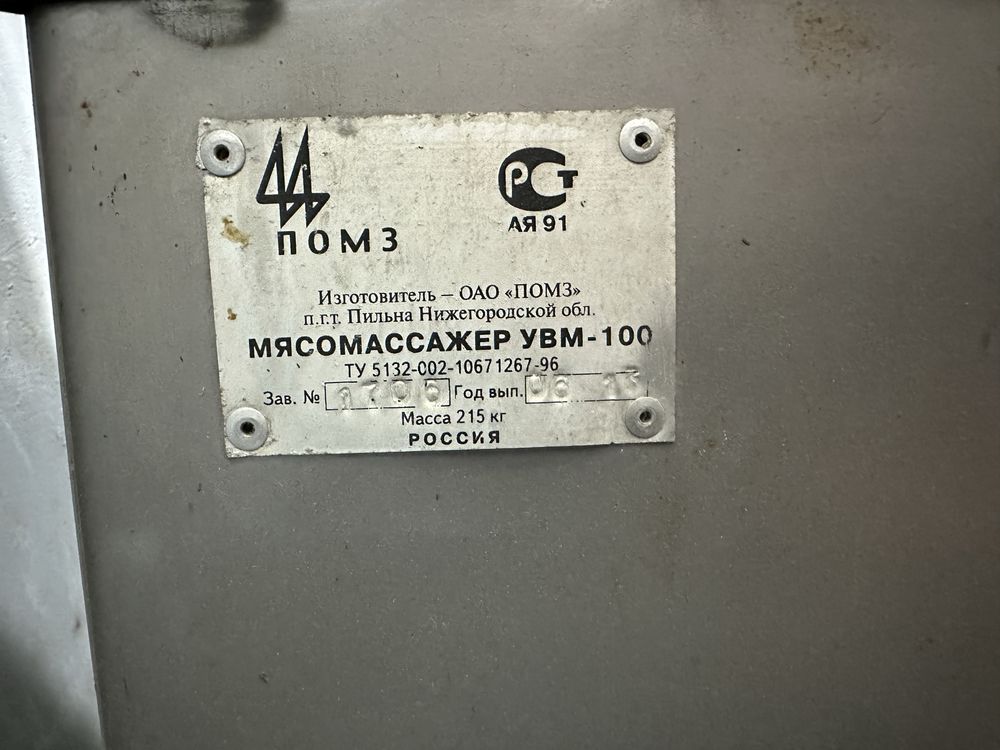 ПОМЗ
РСТ
АЯ 91
Изготовитель – ОАО «ПОМЗ»
п.г.т. Пильна Нижегородской обл.
МЯСОМАССАЖЕР УВМ-100
ТУ 5132-002-10671267-96
Зав. № 1706 Год вып.
Масса 215 кг
РОССИЯ